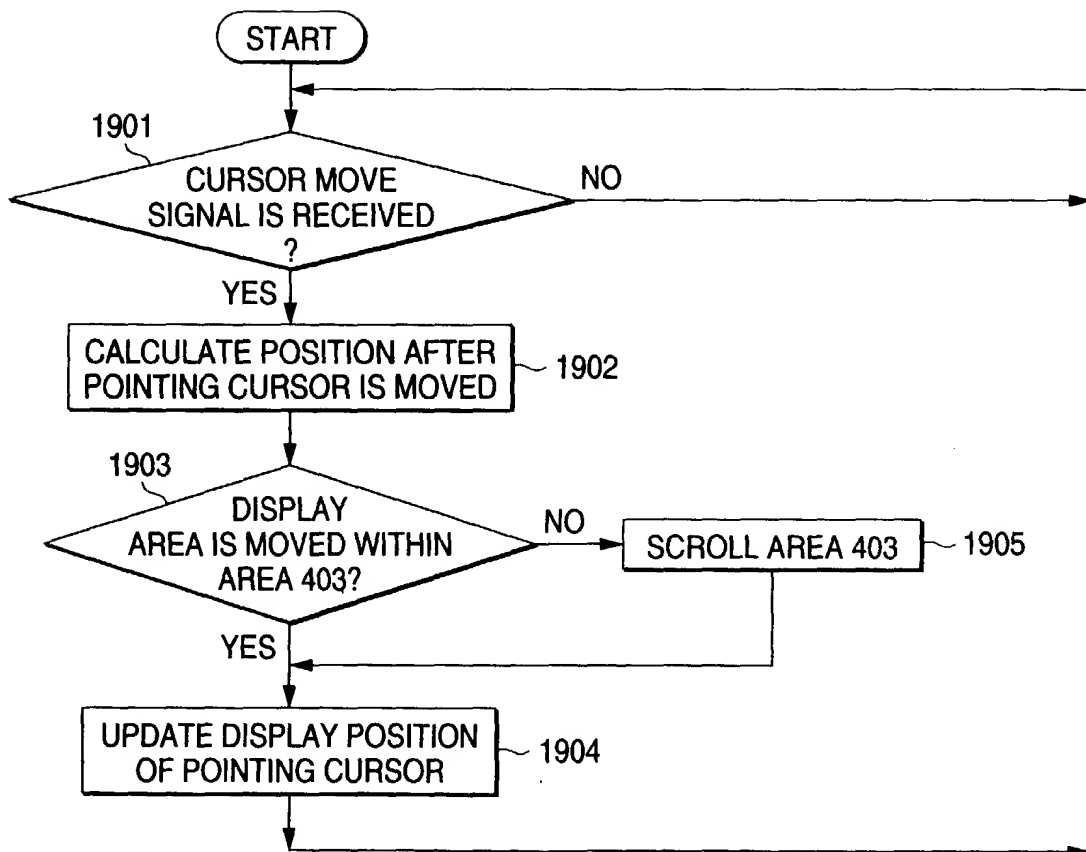 START
1901
CURSOR MOVE
SIGNAL IS RECEIVED
?
NO
YES
CALCULATE POSITION AFTER
POINTING CURSOR IS MOVED
1902
1903
DISPLAY
AREA IS MOVED WITHIN
AREA 403?
NO
SCROLL AREA 403
1905
YES
UPDATE DISPLAY POSITION
OF POINTING CURSOR
1904